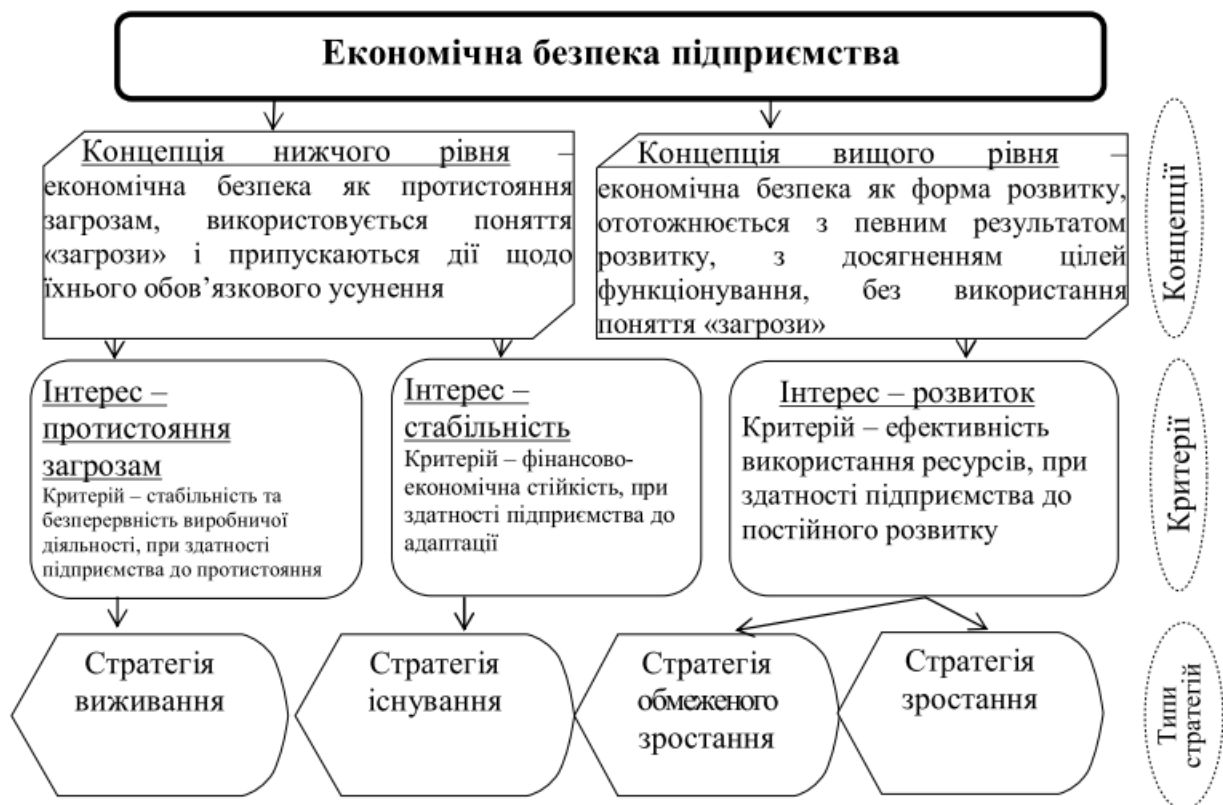 Економічна безпека підприємства
Концепція нижчого рівня –
економічна безпека як протистояння
загрозам, використовується поняття
«загрози» і припускаються дії щодо
їхнього обов’язкового усунення
Концепція вищого рівня –
економічна безпека як форма розвитку,
ототожнюється з певним результатом
розвитку, з досягненням цілей
функціонування, без використання
поняття «загрози»
Концепції
Інтерес –
протистояння
загрозам
Критерій – стабільність та
безперервність виробничої
діяльності, при здатності
підприємства до протистояння
Інтерес –
стабільність
Критерій – фінансово-
економічна стійкість, при
здатності підприємства до
адаптації
Інтерес – розвиток
Критерій – ефективність
використання ресурсів, при
здатності підприємства до
постійного розвитку
Критерії
Стратегія
виживання
Стратегія
існування
Стратегія
обмеженого
зростання
Стратегія
зростання
Типи
стратегій